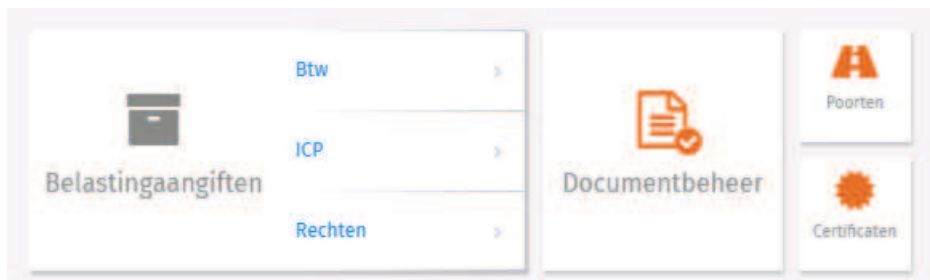 Belastingaangiften
Btw
ICP
Rechten
Documentbeheer
Poorten
Certificaten